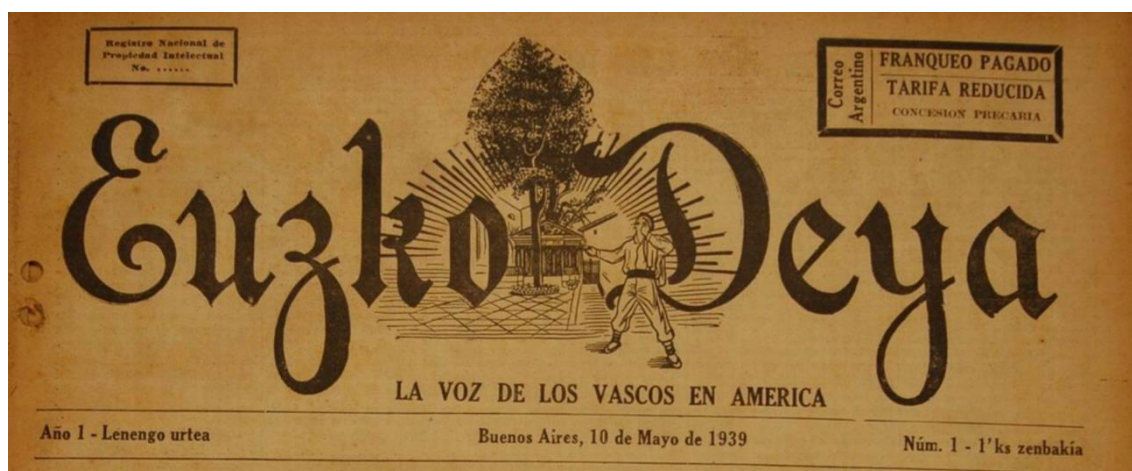 Registro Nacional de
Propiedad Intelectual
No. ......
Correo
Argentino
FRANQUEO PAGADO
TARIFA REDUCIDA
CONCESION PRECARIA
Euzko Deya
LA VOZ DE LOS VASCOS EN AMERICA
Año I - Lenengo urtea
Buenos Aires, 10 de Mayo de 1939
Núm. 1 - 1'ks zenbakia